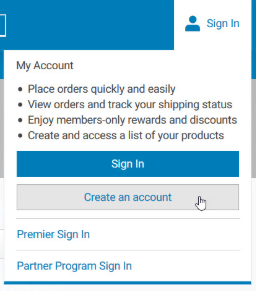 Sign In
My Account
• Place orders quickly and easily
• View orders and track your shipping status
• Enjoy members-only rewards and discounts
• Create and access a list of your products
Sign In
Create an account
Premier Sign In
Partner Program Sign In